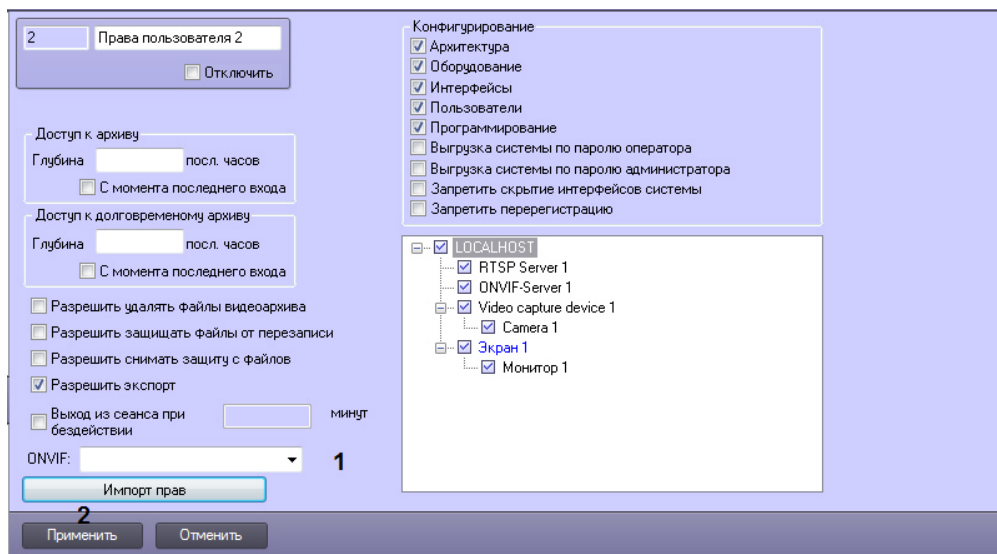 2
Права пользователя 2
Отключить
Доступ к архиву
Глубина посл. часов
С момента последнего входа
Доступ к долговременому архиву
Глубина посл. часов
С момента последнего входа
Разрешить удалять файлы видеоархива
Разрешить защищать файлы от перезаписи
Разрешить снимать защиту с файлов
Разрешить экспорт
Выход из сеанса при
бездействии
минут
ONVIF:
1
Импорт прав
2
Применить
Отменить
Конфигурирование
Архитектура
Оборудование
Интерфейсы
Пользователи
Программирование
Выгрузка системы по паролю оператора
Выгрузка системы по паролю администратора
Запретить скрытие интерфейсов системы
Запретить перерегистрацию
LOCALHOST
RTSP Server 1
ONVIF-Server 1
Video capture device 1
Camera 1
Экран 1
Монитор 1